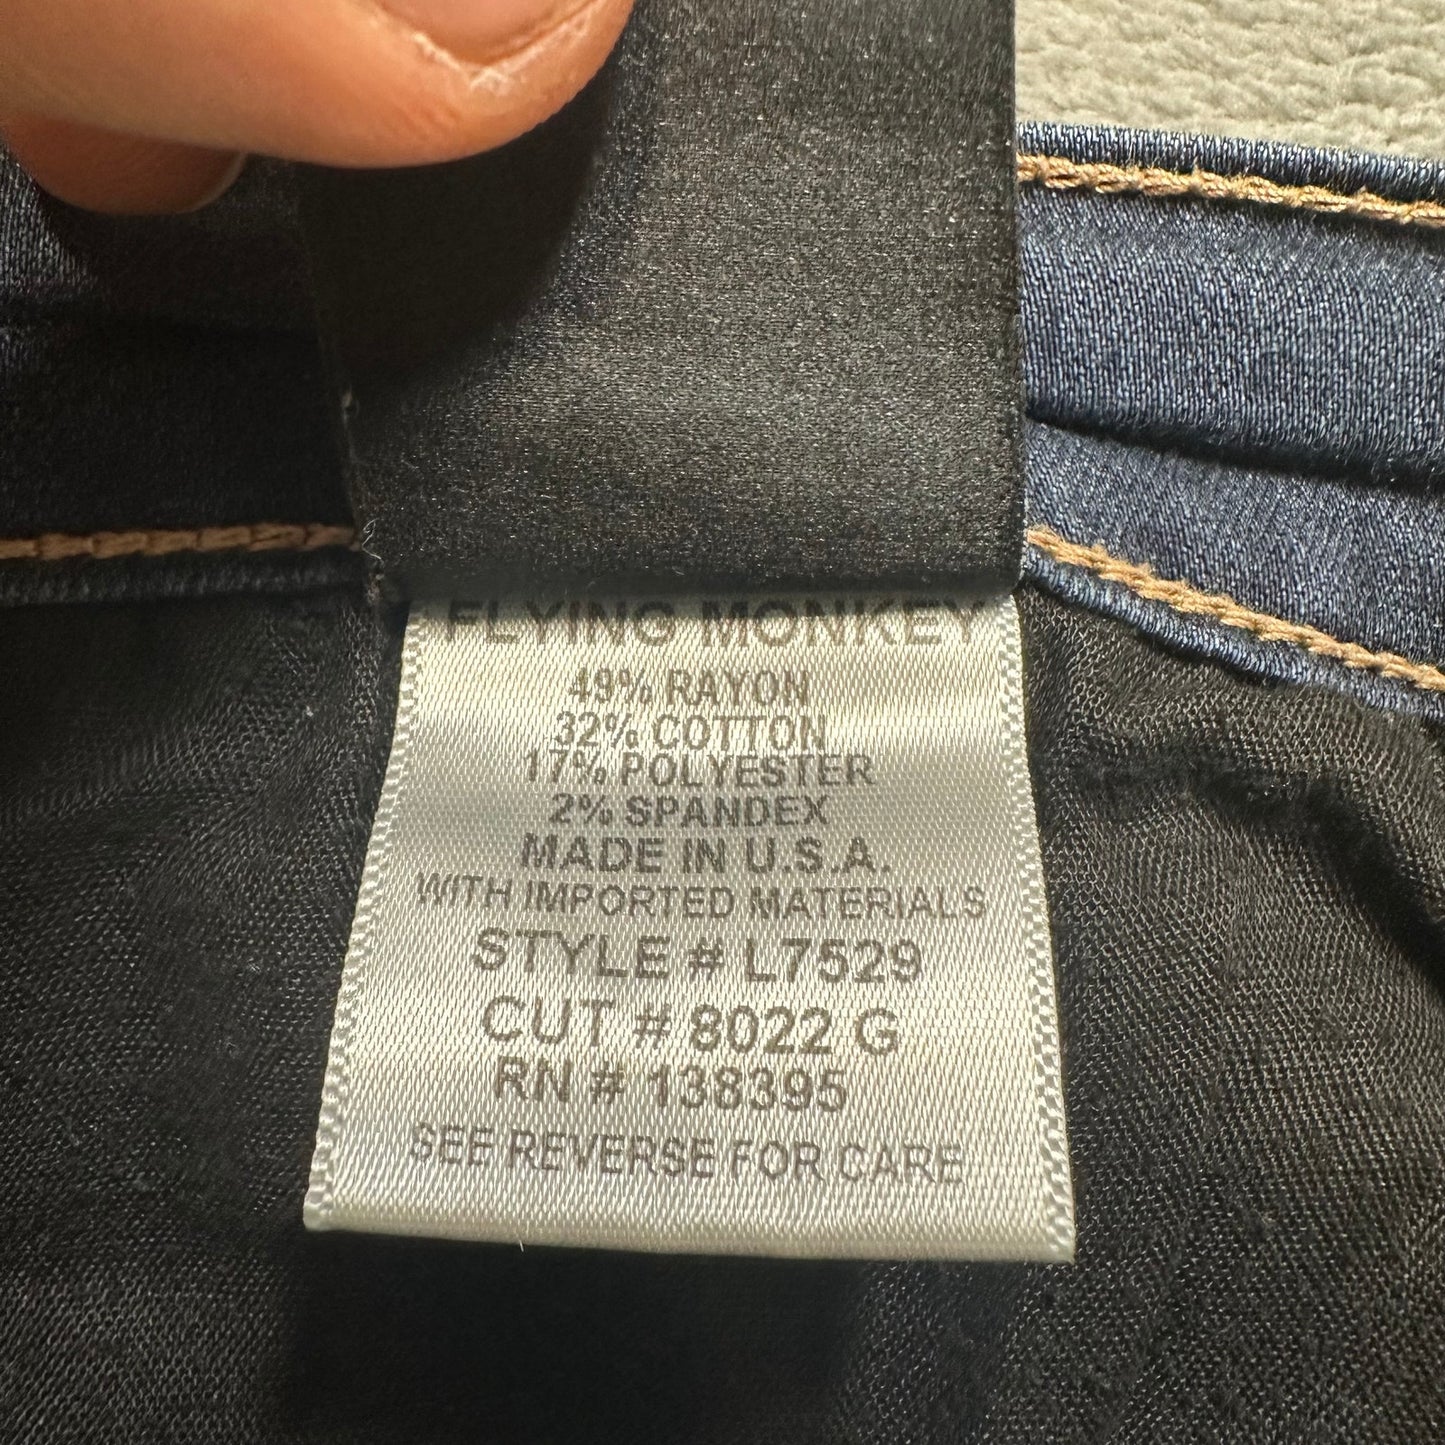 FLYING MONKEY
49% RAYON
32% COTTON
17% POLYESTER
2% SPANDEX
MADE IN U.S.A.
WITH IMPORTED MATERIALS
STYLE # L7529
CUT # 8022 G
RN # 138395
SEE REVERSE FOR CARE